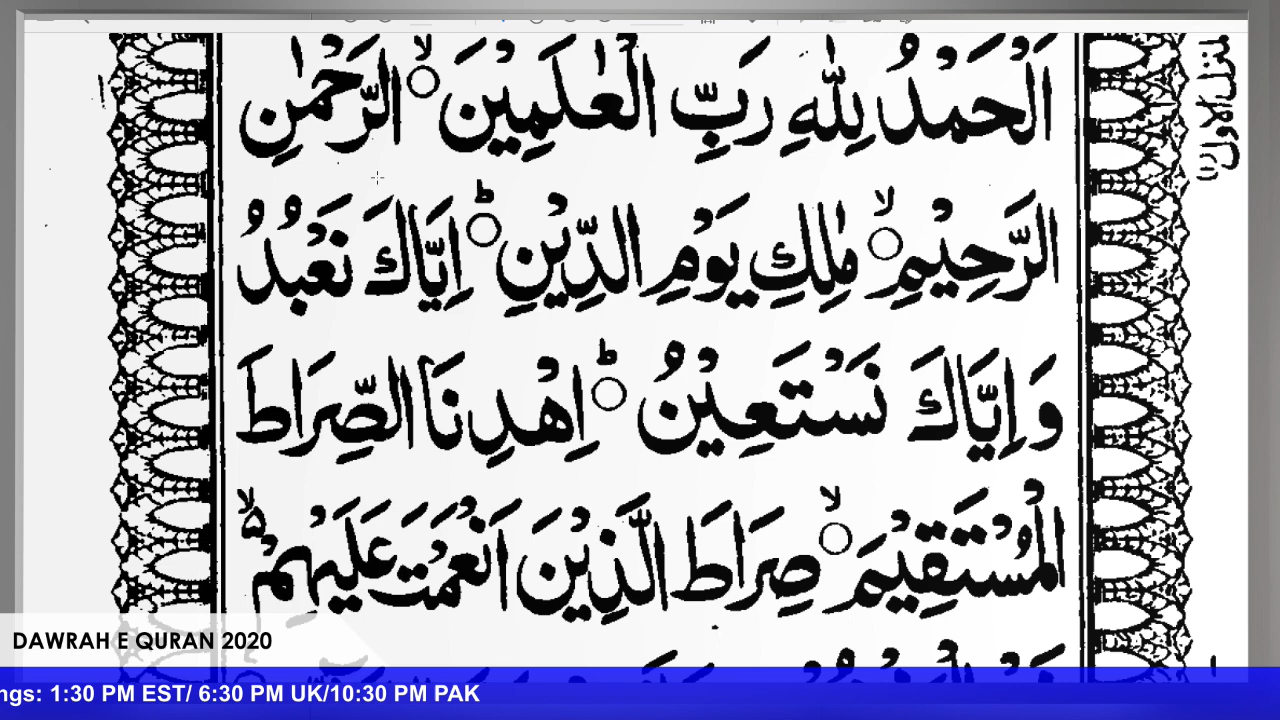 اَلْحَمْدُ لِلّٰهِ رَبِّ الْعٰلَمِيْنَ ۙ الرَّحْمٰنِ
الرَّحِيْمِ ۙ مٰلِكِ يَوْمِ الدِّيْنِ ؕ اِيَّاكَ نَعْبُدُ
وَ اِيَّاكَ نَسْتَعِيْنُ ؕ اِهْدِنَا الصِّرَاطَ
الْمُسْتَقِيْمَ ۙ صِرَاطَ الَّذِيْنَ اَنْعَمْتَ عَلَيْهِمْ ۙ۵
DAWRAH E QURAN 2020
ngs: 1:30 PM EST/ 6:30 PM UK/10:30 PM PAK